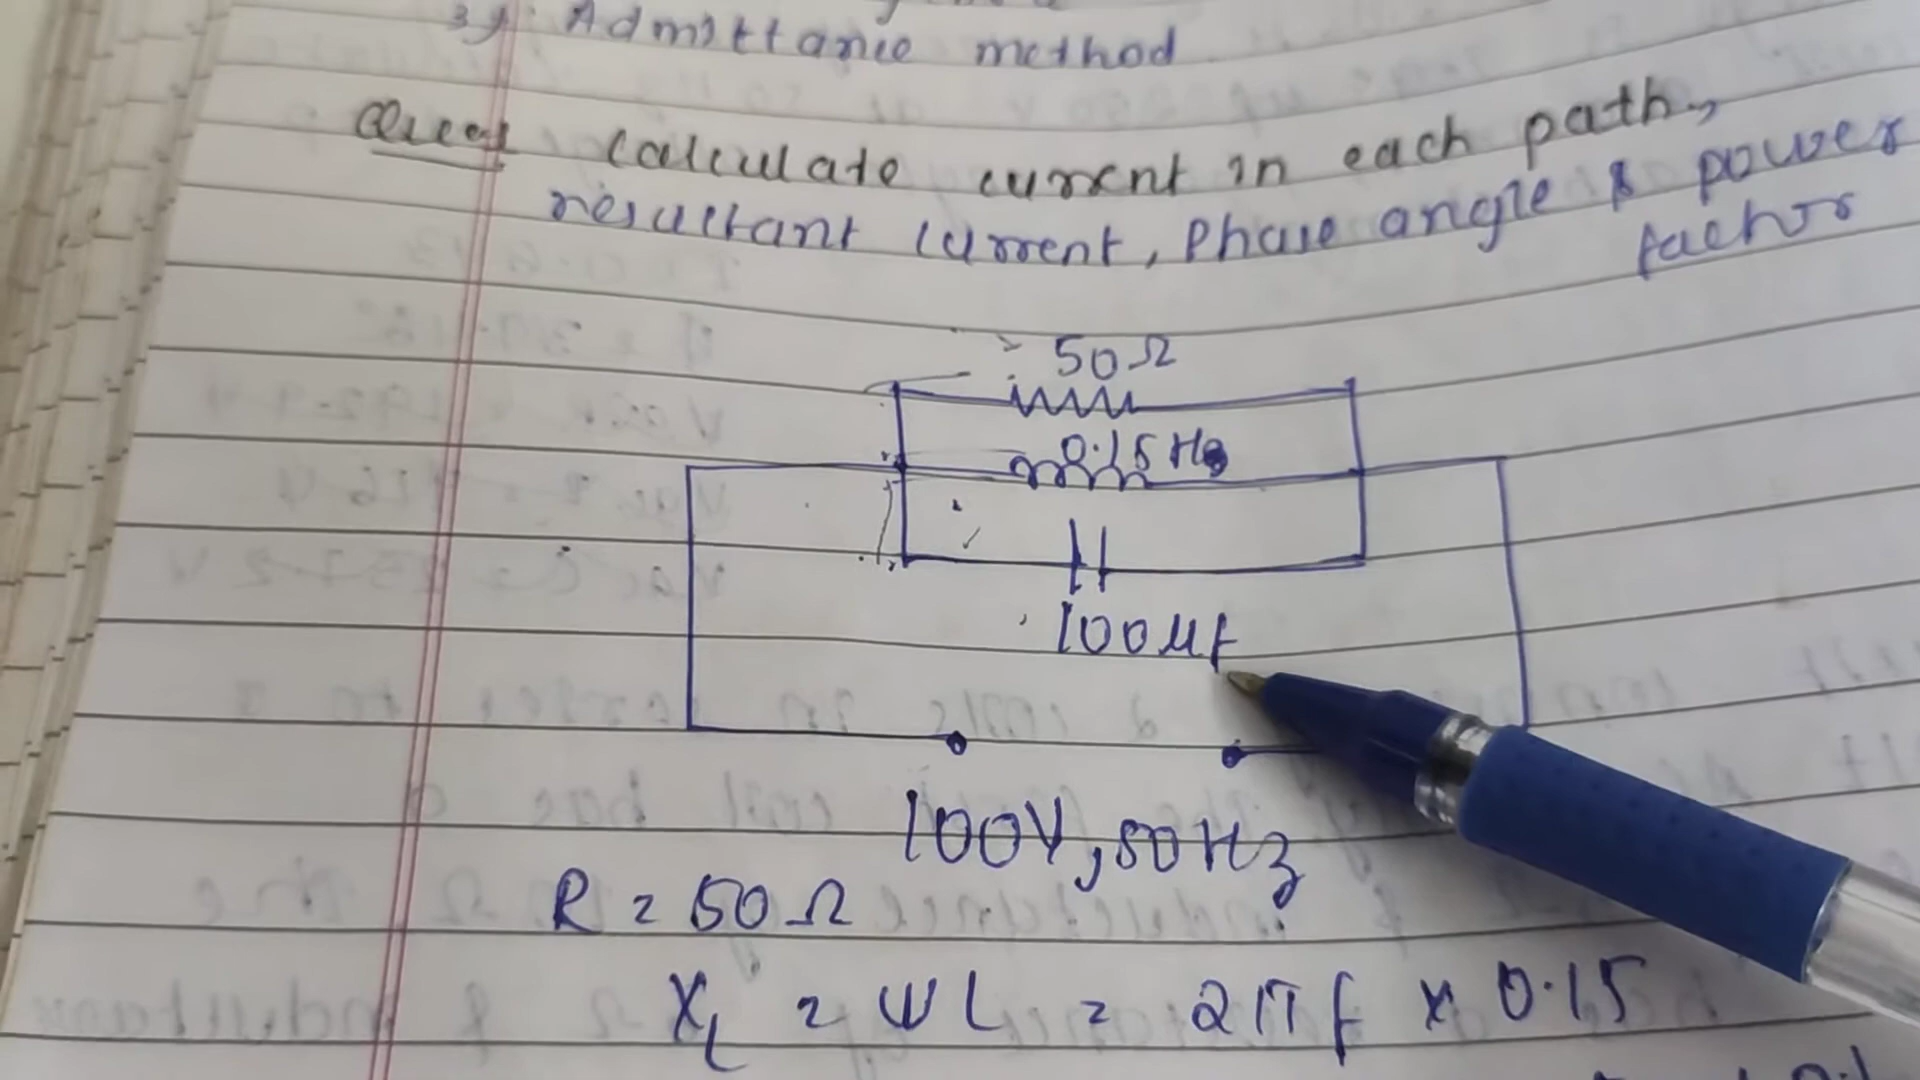 3) Admittance method
Ques calculate current in each path,
resultant current, Phase angle & power
factor
50Ω
0.15 H
100μf
100V, 50Hz
R = 50Ω
XL = ωL = 2πf × 0.15